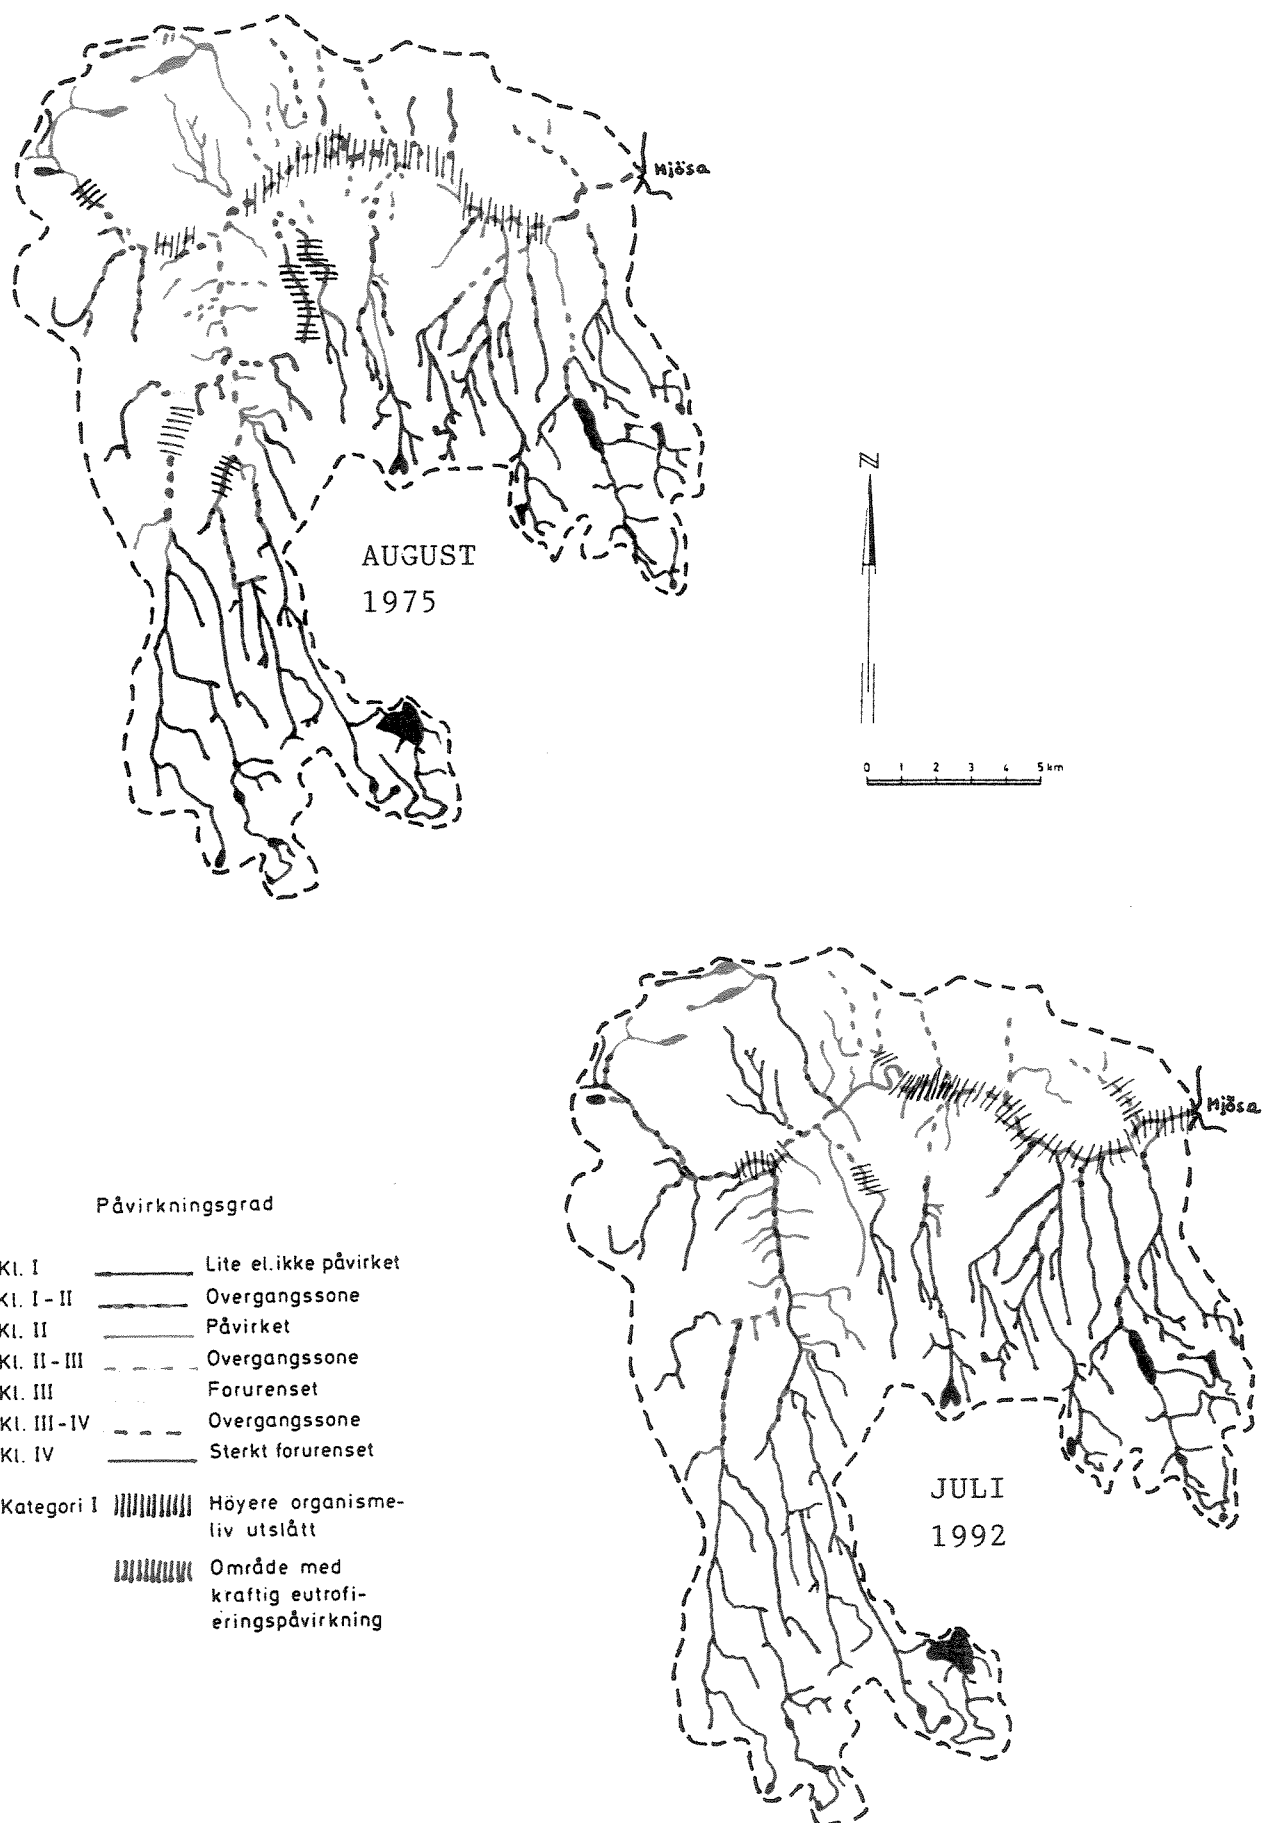 Mjösa
AUGUST
1975
N
0 1 2 3 4 5 km
Mjösa
Påvirkningsgrad
Kl. I Lite el. ikke påvirket
Kl. I-II Overgangssone
Kl. II Påvirket
Kl. II-III Overgangssone
Kl. III Forurenset
Kl. III-IV Overgangssone
Kl. IV Sterkt forurenset
Kategori I Höyere organisme-
liv utslått
Område med
kraftig eutrofi-
eringspåvirkning
JULI
1992